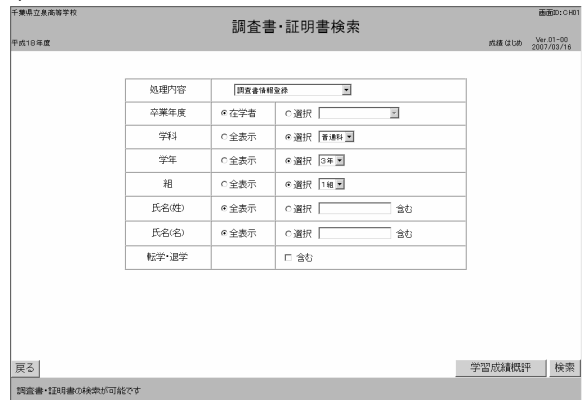 千葉県立泉高等学校
画面ID:CH01
調査書・証明書検索
平成18年度
成績 はじめ
Ver.01-00
2007/03/16
処理内容 調査書情報登録
卒業年度 在学者 選択
学科 全表示 選択 普通科
学年 全表示 選択 3年
組 全表示 選択 1組
氏名(姓) 全表示 選択 含む
氏名(名) 全表示 選択 含む
転学・退学 含む
戻る 学習成績概評 検索
調査書・証明書の検索が可能です